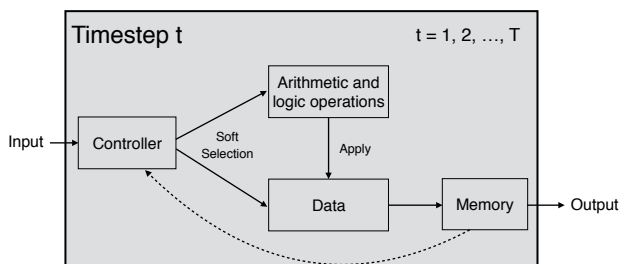 Timestep t
t = 1, 2, ..., T
Arithmetic and
logic operations
Input
Controller
Soft
Selection
Apply
Data
Memory
Output